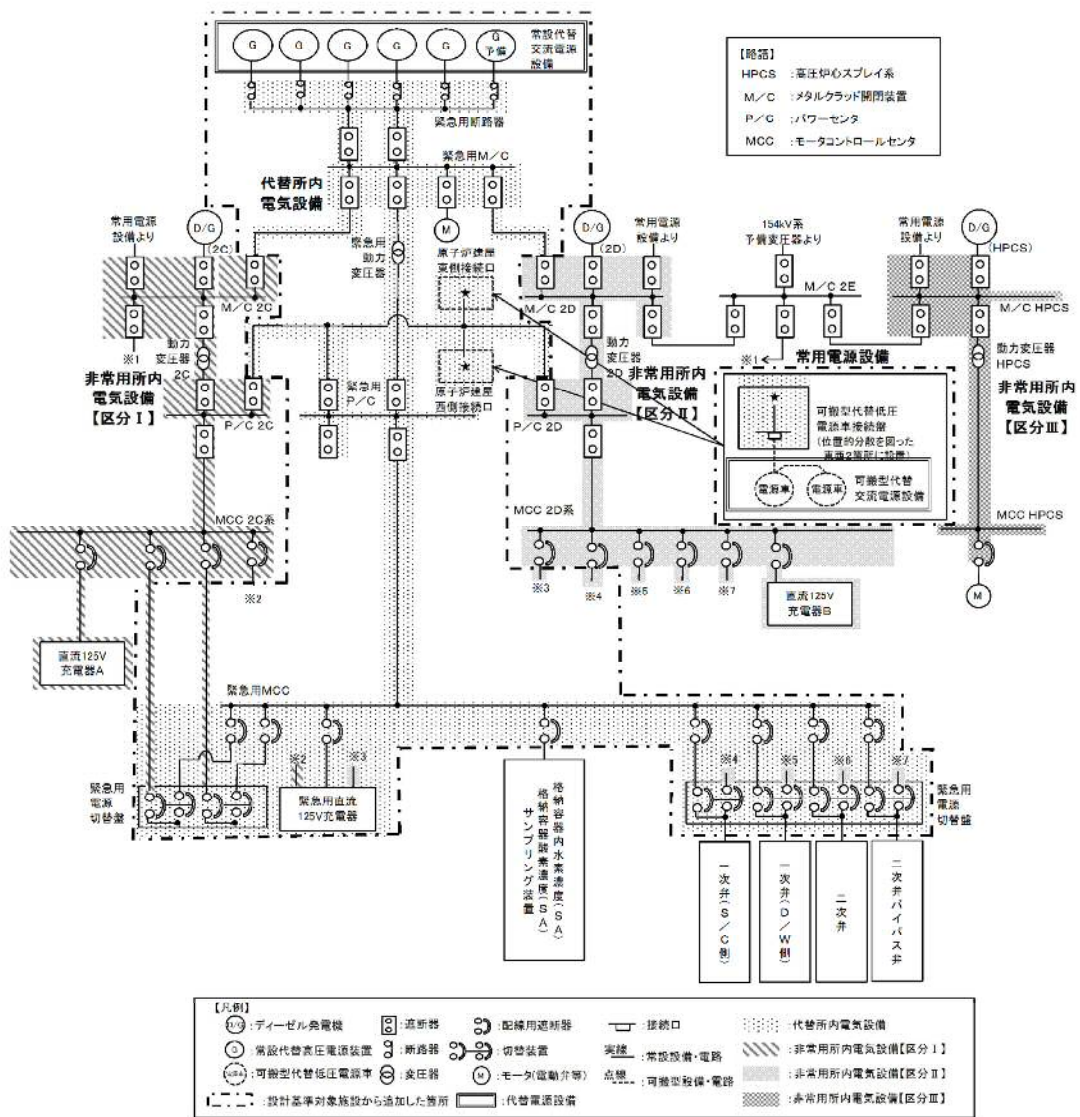 G
G
G
G
G
G
予備
常設代替
交流電源
設備
緊急用断路器
緊急用M/C
代替所内
電気設備
【略語】
HPCS :高圧炉心スプレイ系
M/C :メタルクラッド開閉装置
P/C :パワーセンタ
MCC :モータコントロールセンタ
常用電源
設備より
D/G
(2C)
M
緊急用
動力
変圧器
原子炉建屋
東側接続口
D/G
(2D)
常用電源
設備より
154kV系
予備変圧器より
常用電源
設備より
D/G
(HPCS)
M/C 2C
M/C 2D
M/C 2E
M/C HPCS
※1
動力
変圧器
2C
動力
変圧器
2D
※1
常用電源設備
動力変圧器
HPCS
非常用所内
電気設備
【区分Ⅰ】
緊急用
P/C
原子炉建屋
西側接続口
非常用所内
電気設備
【区分Ⅱ】
非常用所内
電気設備
【区分Ⅲ】
P/C 2C
P/C 2D
可搬型代替低圧
電源車接続盤
(位置的分散を図った
東西2箇所に設置)
電源車
電源車
可搬型代替
交流電源設備
MCC 2C系
MCC 2D系
MCC HPCS
※2
※3
※4
※5
※6
※7
M
直流125V
充電器A
直流125V
充電器B
緊急用MCC
※2
※3
※4
※5
※6
※7
緊急用
電源
切替盤
緊急用直流
125V充電器
緊急用
電源
切替盤
格納容器内水素濃度(SA)
格納容器酸素濃度(SA)
サンプリング装置
一次弁(S/C側)
一次弁(D/W側)
二次弁
二次弁バイパス弁
【凡例】
D/G :ディーゼル発電機
:遮断器
:配線用遮断器
:接続口
:代替所内電気設備
G :常設代替高圧電源装置
:断路器
:切替装置
実線 :常設設備・電路
:非常用所内電気設備【区分Ⅰ】
電源車 :可搬型代替低圧電源車
:変圧器
M :モータ(電動弁等)
点線 :可搬型設備・電路
:非常用所内電気設備【区分Ⅱ】
:設計基準対象施設から追加した箇所
:代替電源設備
:非常用所内電気設備【区分Ⅲ】